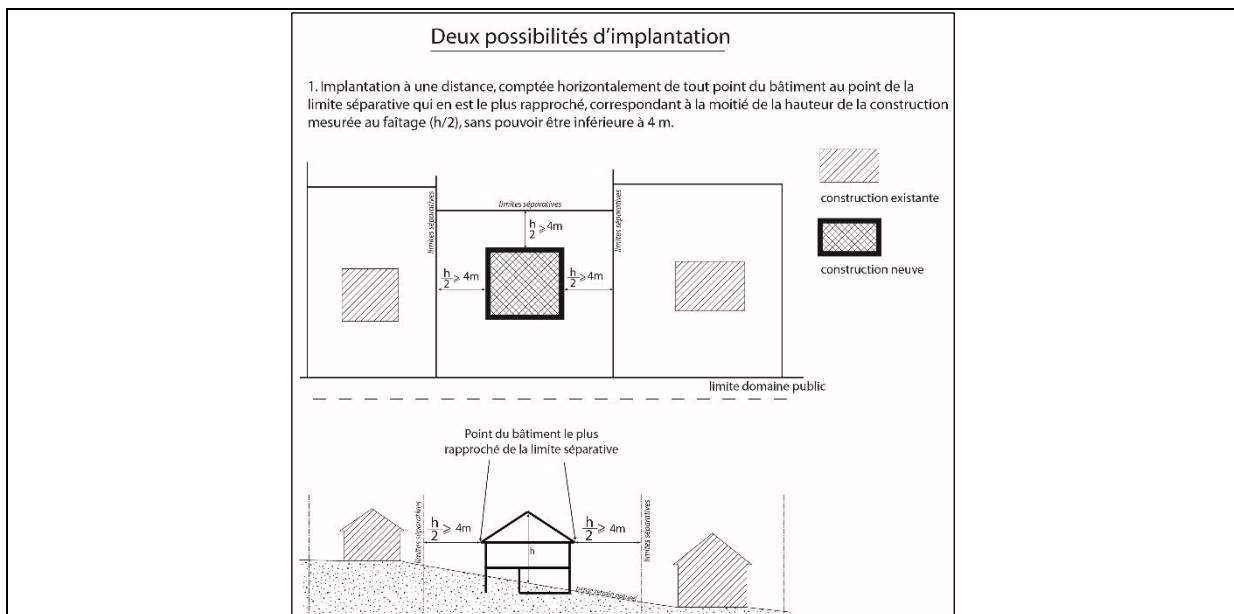 Deux possibilités d'implantation
1. Implantation à une distance, comptée horizontalement de tout point du bâtiment au point de la
limite séparative qui en est le plus rapproché, correspondant à la moitié de la hauteur de la construction
mesurée au faîtage (h/2), sans pouvoir être inférieure à 4 m.
construction existante
construction neuve
limites séparatives
limites séparatives
limites séparatives
h/2 ⩾ 4m
h/2 ⩾ 4m
h/2 ⩾ 4m
limite domaine public
Point du bâtiment le plus
rapproché de la limite séparative
limites séparatives
limites séparatives
h/2 ⩾ 4m
h/2 ⩾ 4m
h
terrain naturel